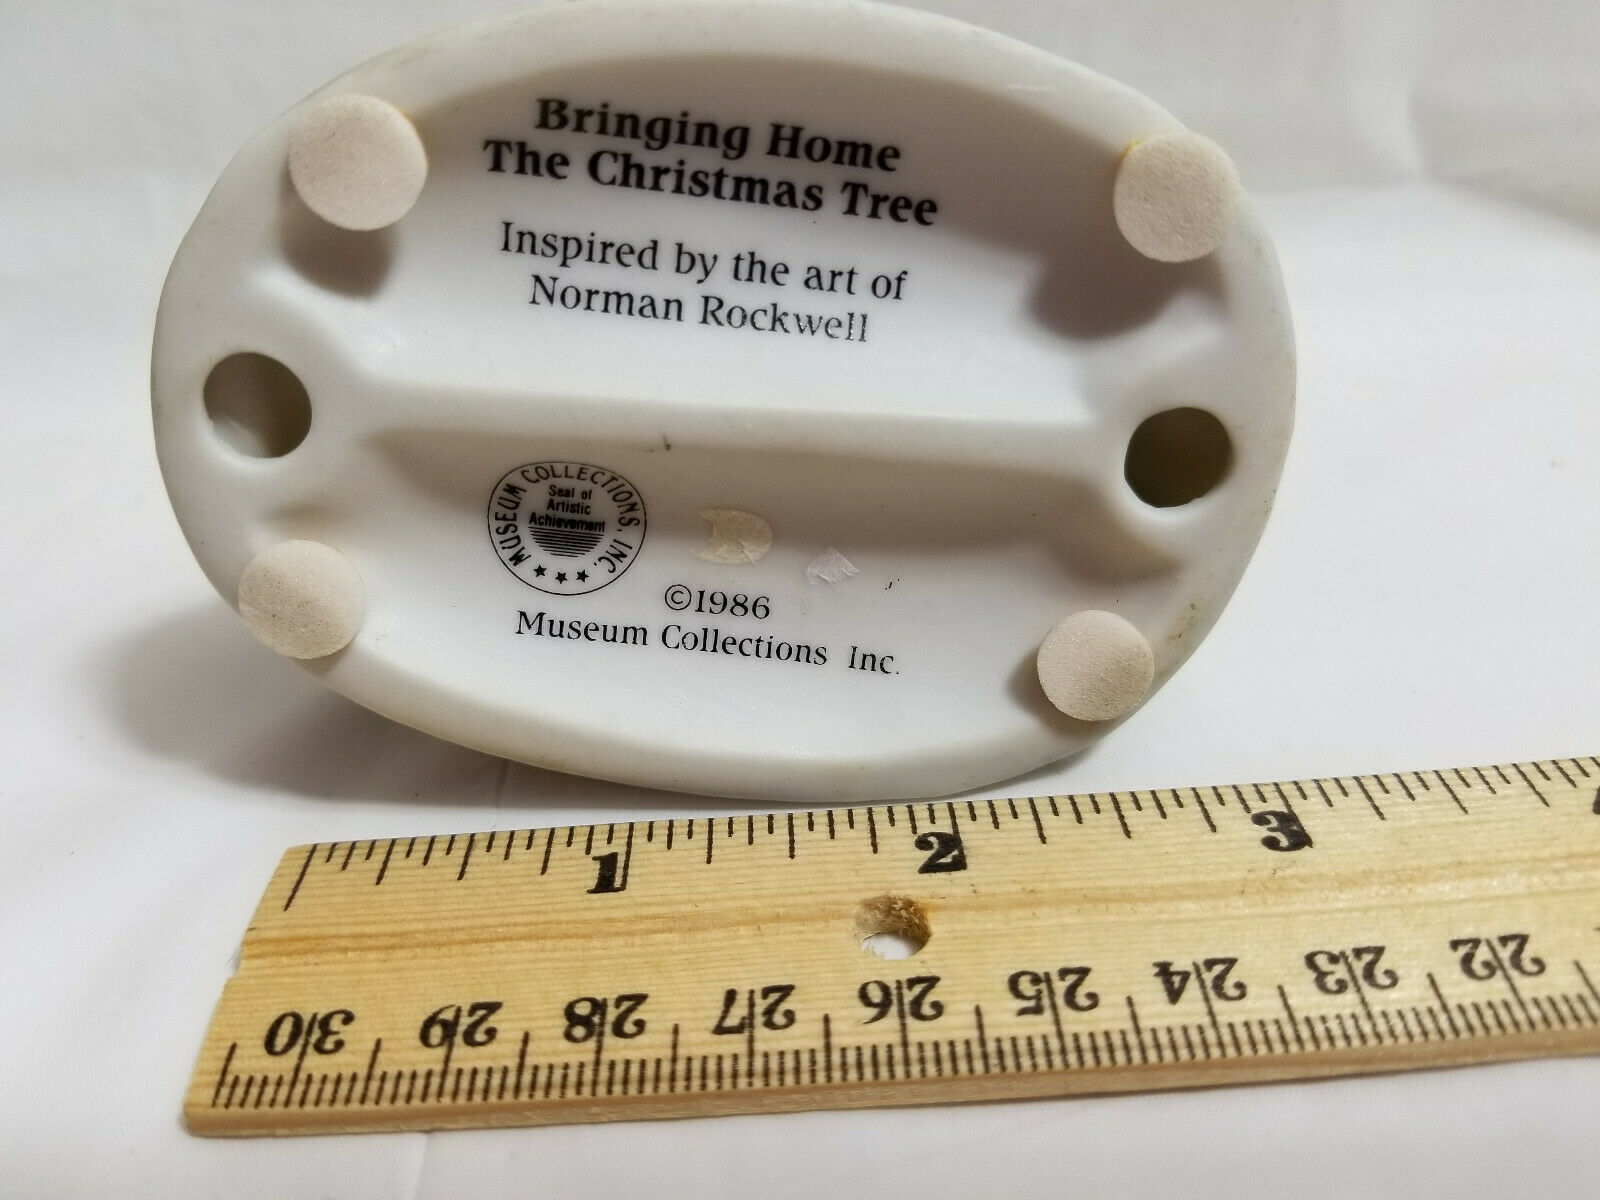 Bringing Home
The Christmas Tree
Inspired by the art of
Norman Rockwell
MUSEUM COLLECTIONS, INC.
Seal of
Artistic
Achievement
©1986
Museum Collections Inc.
1 2 3
30 29 28 27 26 25 24 23 22